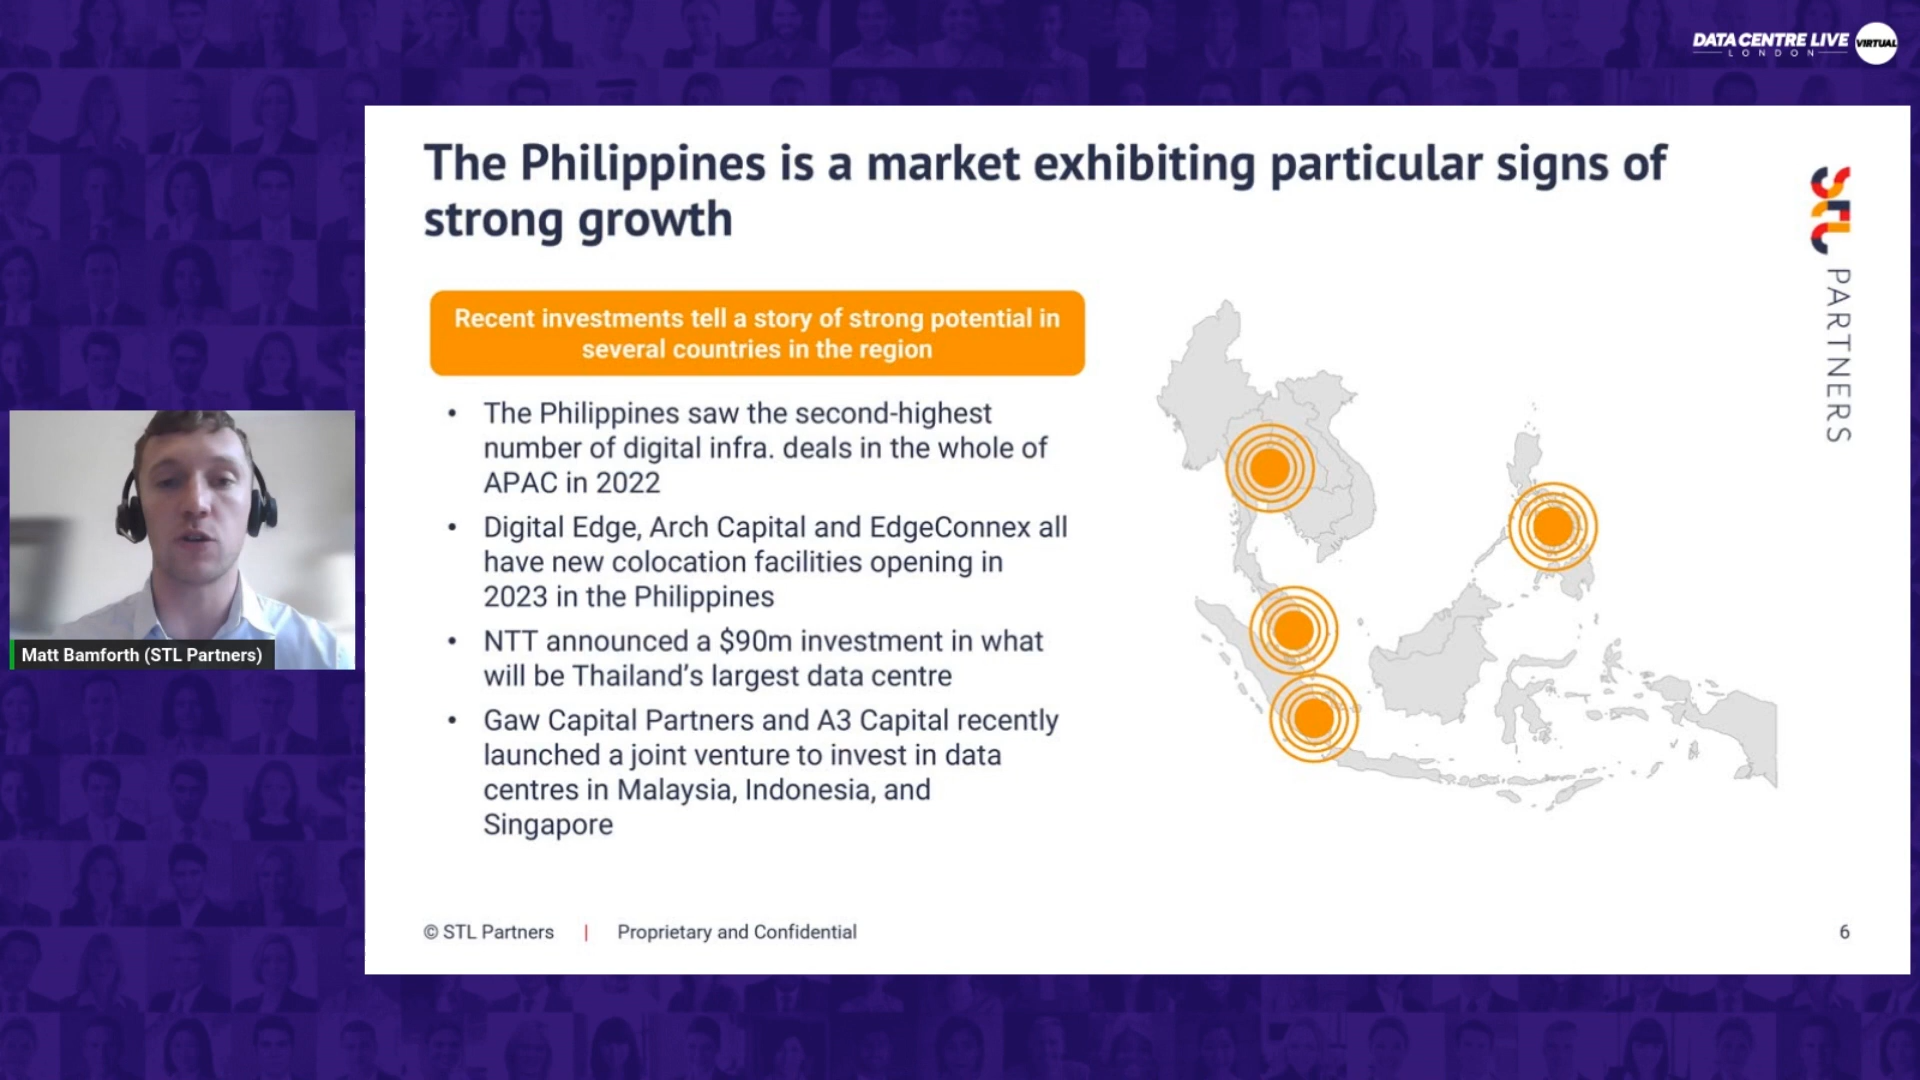 DATA CENTRE LIVE
LONDON
VIRTUAL
The Philippines is a market exhibiting particular signs of
strong growth
STL PARTNERS
Recent investments tell a story of strong potential in
several countries in the region
• The Philippines saw the second-highest
number of digital infra. deals in the whole of
APAC in 2022
• Digital Edge, Arch Capital and EdgeConnex all
have new colocation facilities opening in
2023 in the Philippines
• NTT announced a $90m investment in what
will be Thailand’s largest data centre
• Gaw Capital Partners and A3 Capital recently
launched a joint venture to invest in data
centres in Malaysia, Indonesia, and
Singapore
Matt Bamforth (STL Partners)
© STL Partners | Proprietary and Confidential
6